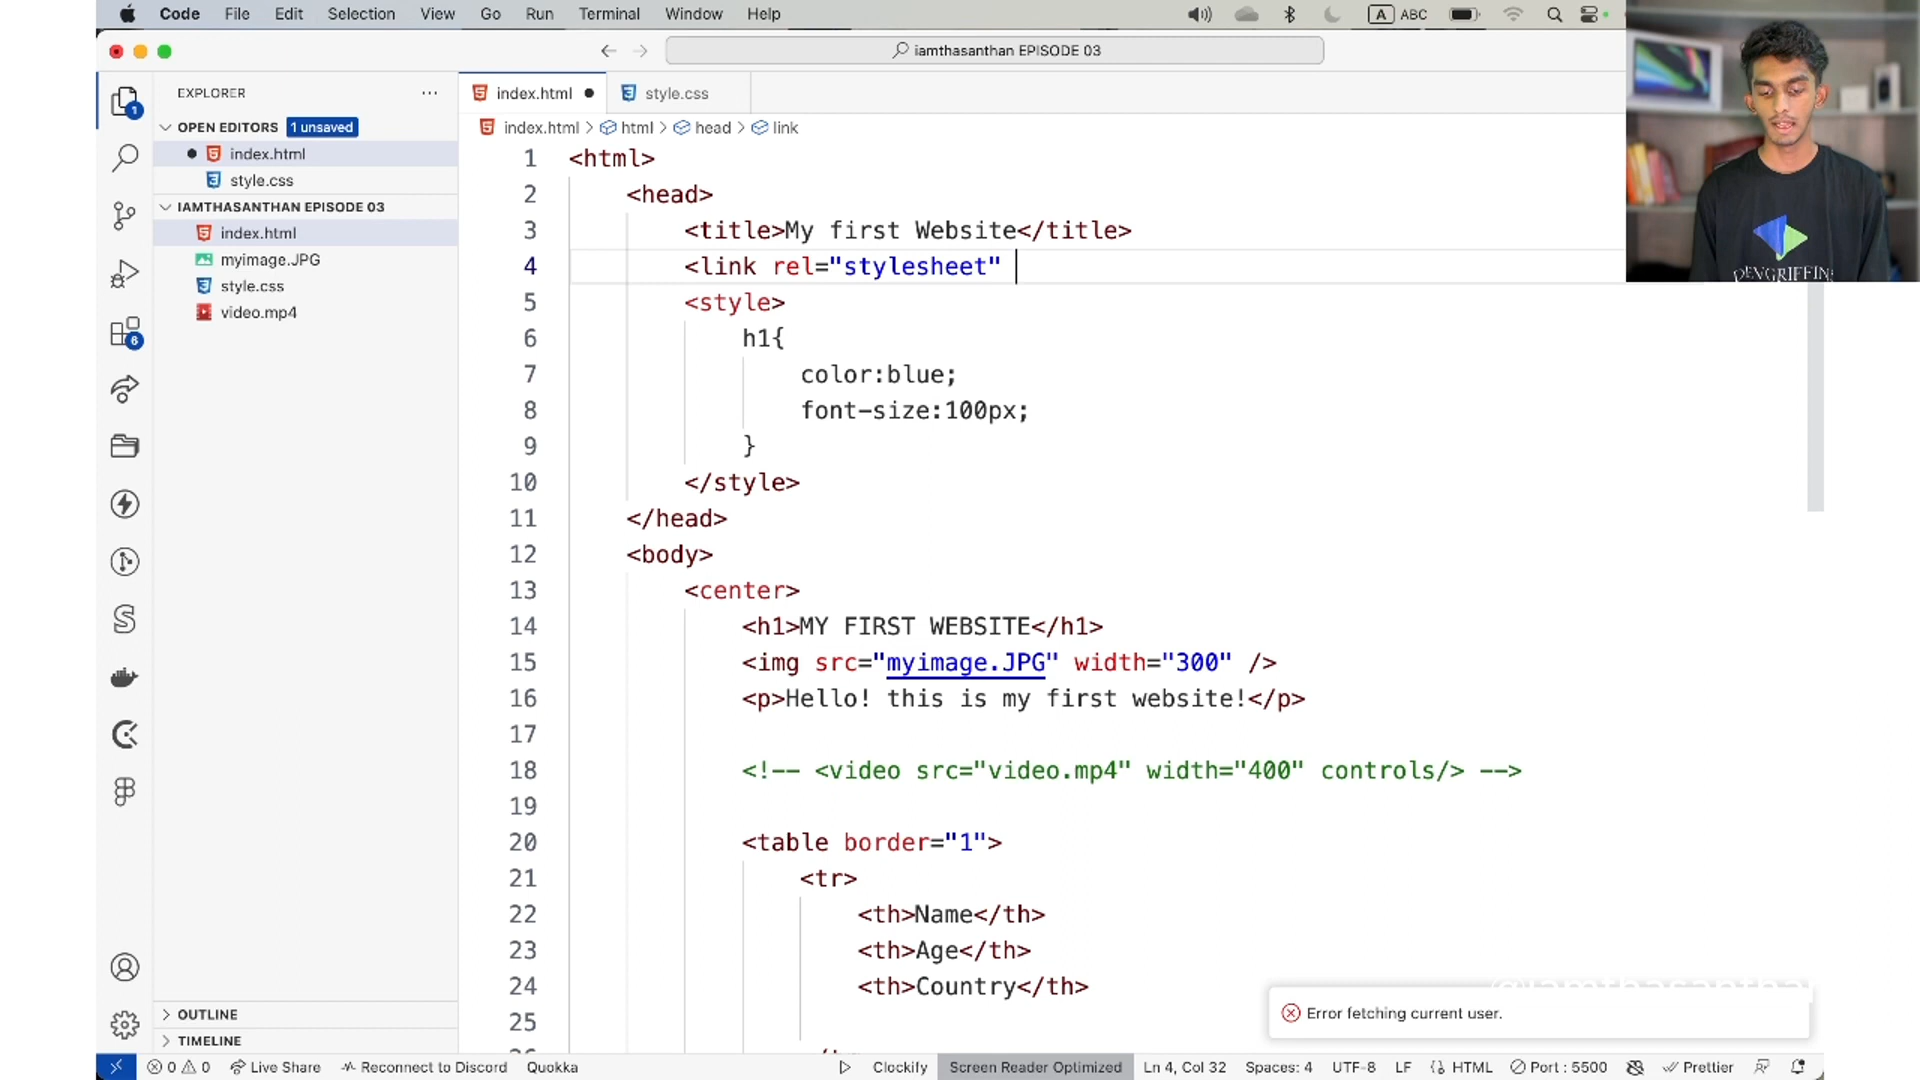 Code File Edit Selection View Go Run Terminal Window Help A ABC
iamthasanthan EPISODE 03
EXPLORER
OPEN EDITORS 1 unsaved
index.html
style.css
IAMTHASANTHAN EPISODE 03
index.html
myimage.JPG
style.css
video.mp4
OUTLINE
TIMELINE
1
6
index.html style.css
index.html > html > head > link
1 <html>
2 <head>
3 <title>My first Website</title>
4 <link rel="stylesheet"
5 <style>
6 h1{
7 color:blue;
8 font-size:100px;
9 }
10 </style>
11 </head>
12 <body>
13 <center>
14 <h1>MY FIRST WEBSITE</h1>
15 <img src="myimage.JPG" width="300" />
16 <p>Hello! this is my first website!</p>
17
18 <!-- <video src="video.mp4" width="400" controls/> -->
19
20 <table border="1">
21 <tr>
22 <th>Name</th>
23 <th>Age</th>
24 <th>Country</th>
25
Error fetching current user.
0 0 Live Share Reconnect to Discord Quokka Clockify Screen Reader Optimized Ln 4, Col 32 Spaces: 4 UTF-8 LF HTML Port : 5500 Prettier